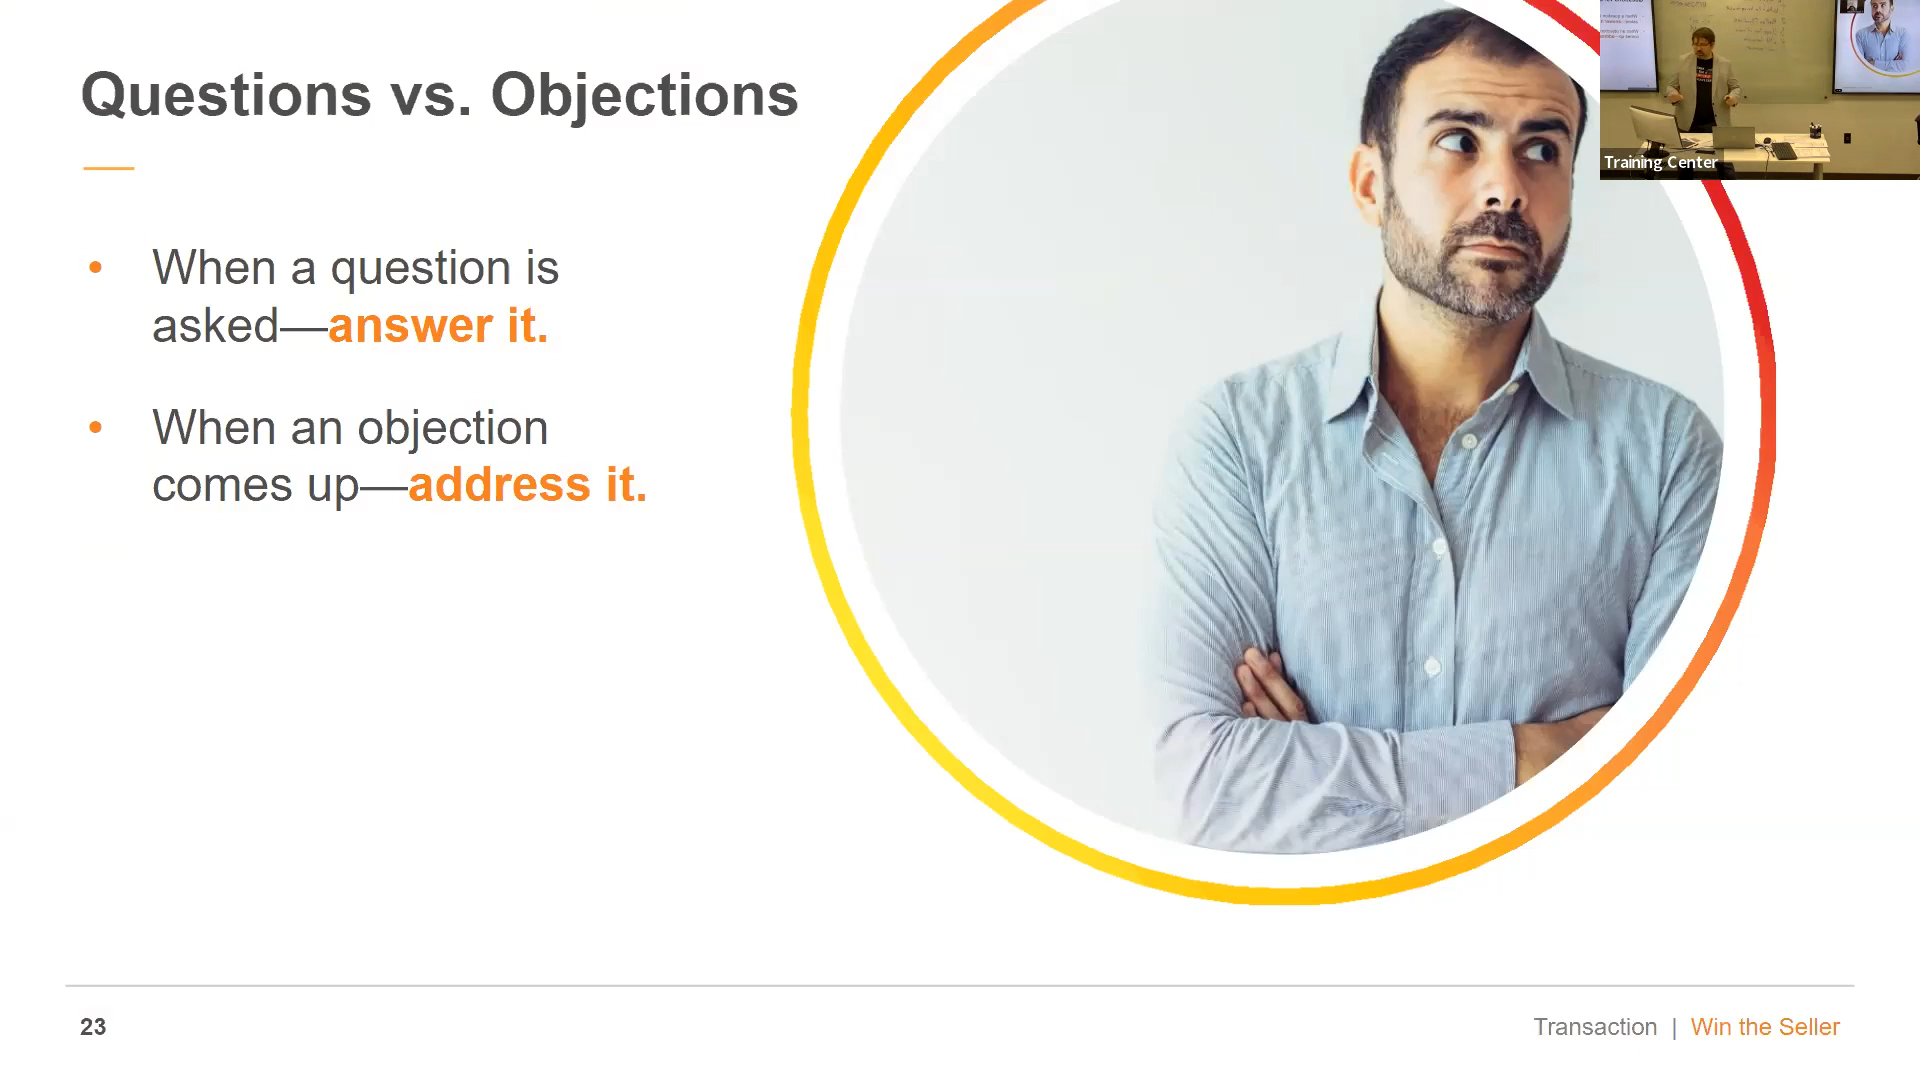 Questions vs. Objections
• When a question is
asked—answer it.
• When an objection
comes up—address it.
Training Center
23
Transaction | Win the Seller